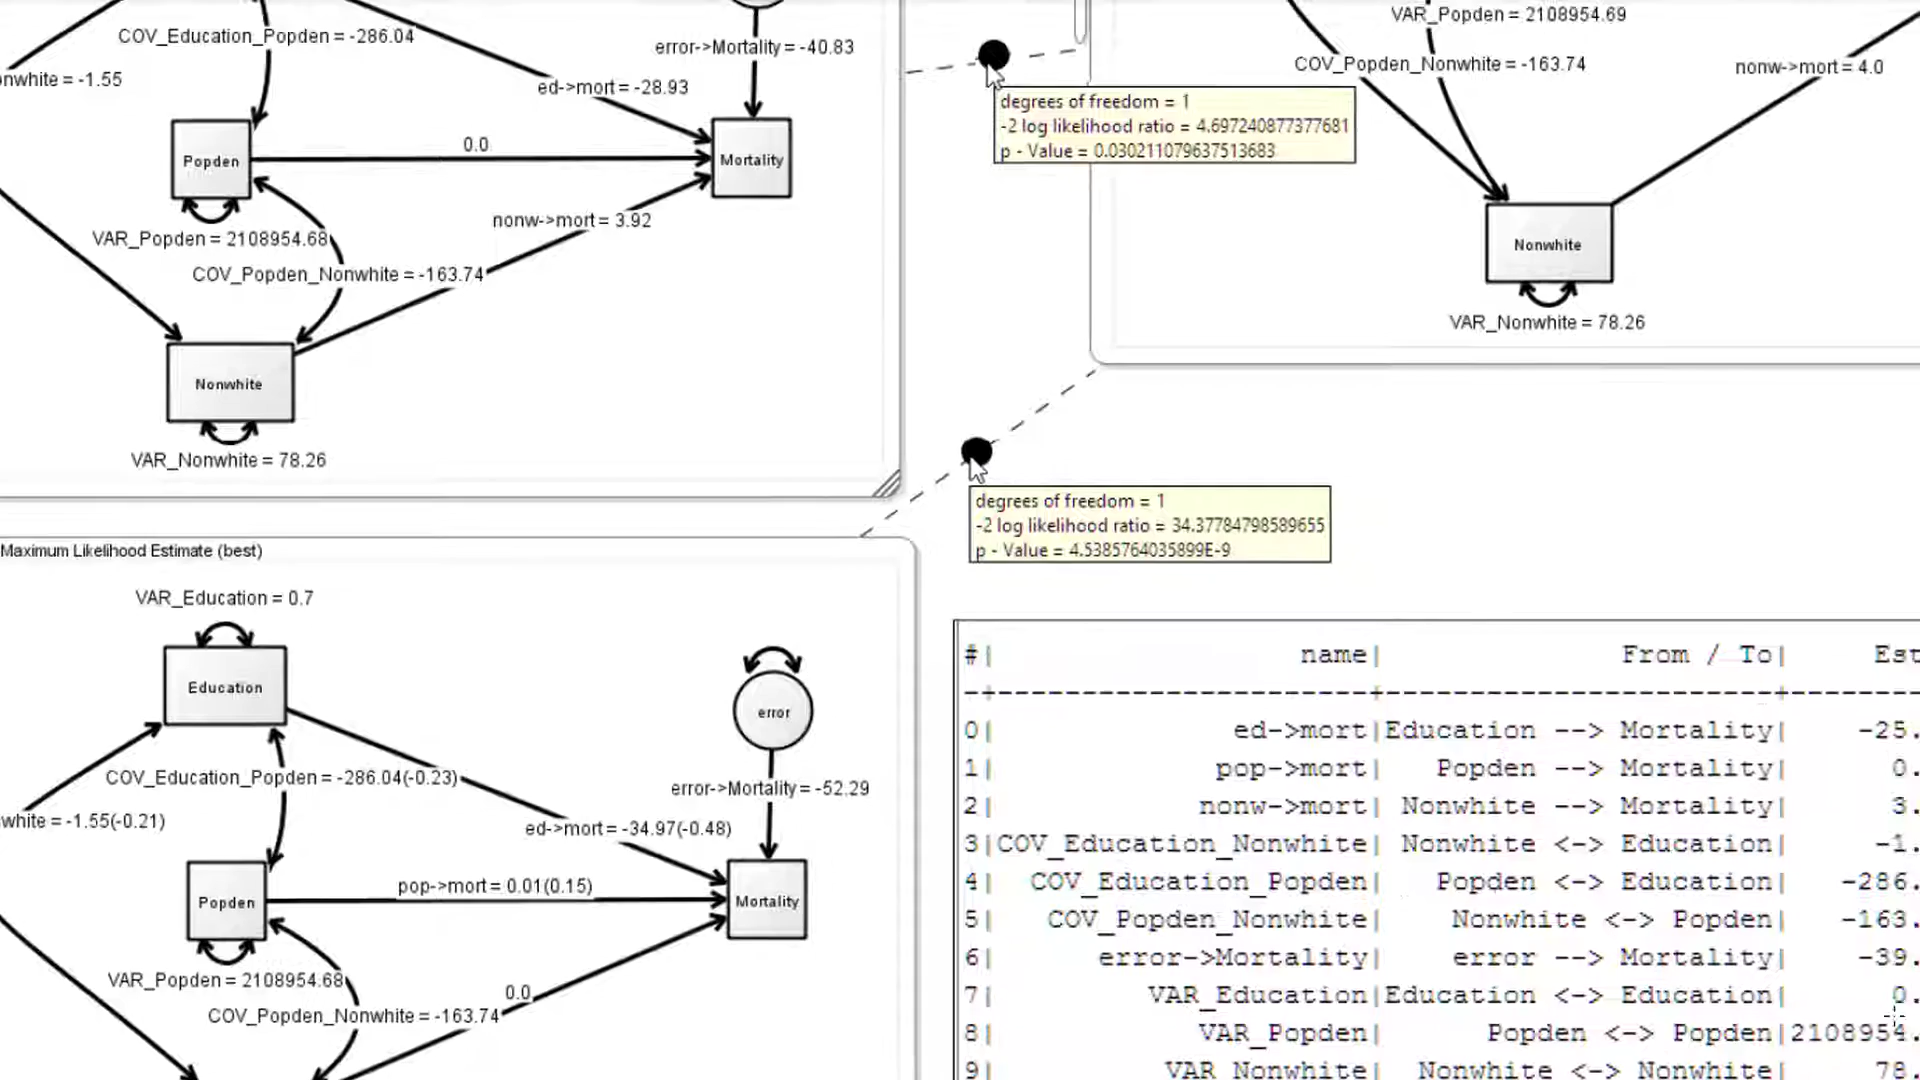 COV_Education_Popden = -286.04
error->Mortality = -40.83
nwhite = -1.55
ed->mort = -28.93
0.0
Popden
Mortality
nonw->mort = 3.92
VAR_Popden = 2108954.68
COV_Popden_Nonwhite = -163.74
Nonwhite
VAR_Nonwhite = 78.26
degrees of freedom = 1
-2 log likelihood ratio = 4.697240877377681
p - Value = 0.030211079637513683
VAR_Popden = 2108954.69
COV_Popden_Nonwhite = -163.74
nonw->mort = 4.0
Nonwhite
VAR_Nonwhite = 78.26
degrees of freedom = 1
-2 log likelihood ratio = 34.37784798589655
p - Value = 4.5385764035899E-9
Maximum Likelihood Estimate (best)
VAR_Education = 0.7
Education
error
COV_Education_Popden = -286.04(-0.23)
error->Mortality = -52.29
white = -1.55(-0.21)
ed->mort = -34.97(-0.48)
pop->mort = 0.01(0.15)
Popden
Mortality
VAR_Popden = 2108954.68
0.0
COV_Popden_Nonwhite = -163.74
#| name| From / To| Est
0| ed->mort|Education --> Mortality| -25.
1| pop->mort| Popden --> Mortality| 0.
2| nonw->mort| Nonwhite --> Mortality| 3.
3|COV_Education_Nonwhite| Nonwhite <-> Education| -1.
4| COV_Education_Popden| Popden <-> Education| -286.
5| COV_Popden_Nonwhite| Nonwhite <-> Popden| -163.
6| error->Mortality| error --> Mortality| -39.
7| VAR_Education|Education <-> Education| 0.
8| VAR_Popden| Popden <-> Popden|2108954.
9| VAR_Nonwhite| Nonwhite <-> Nonwhite| 78.